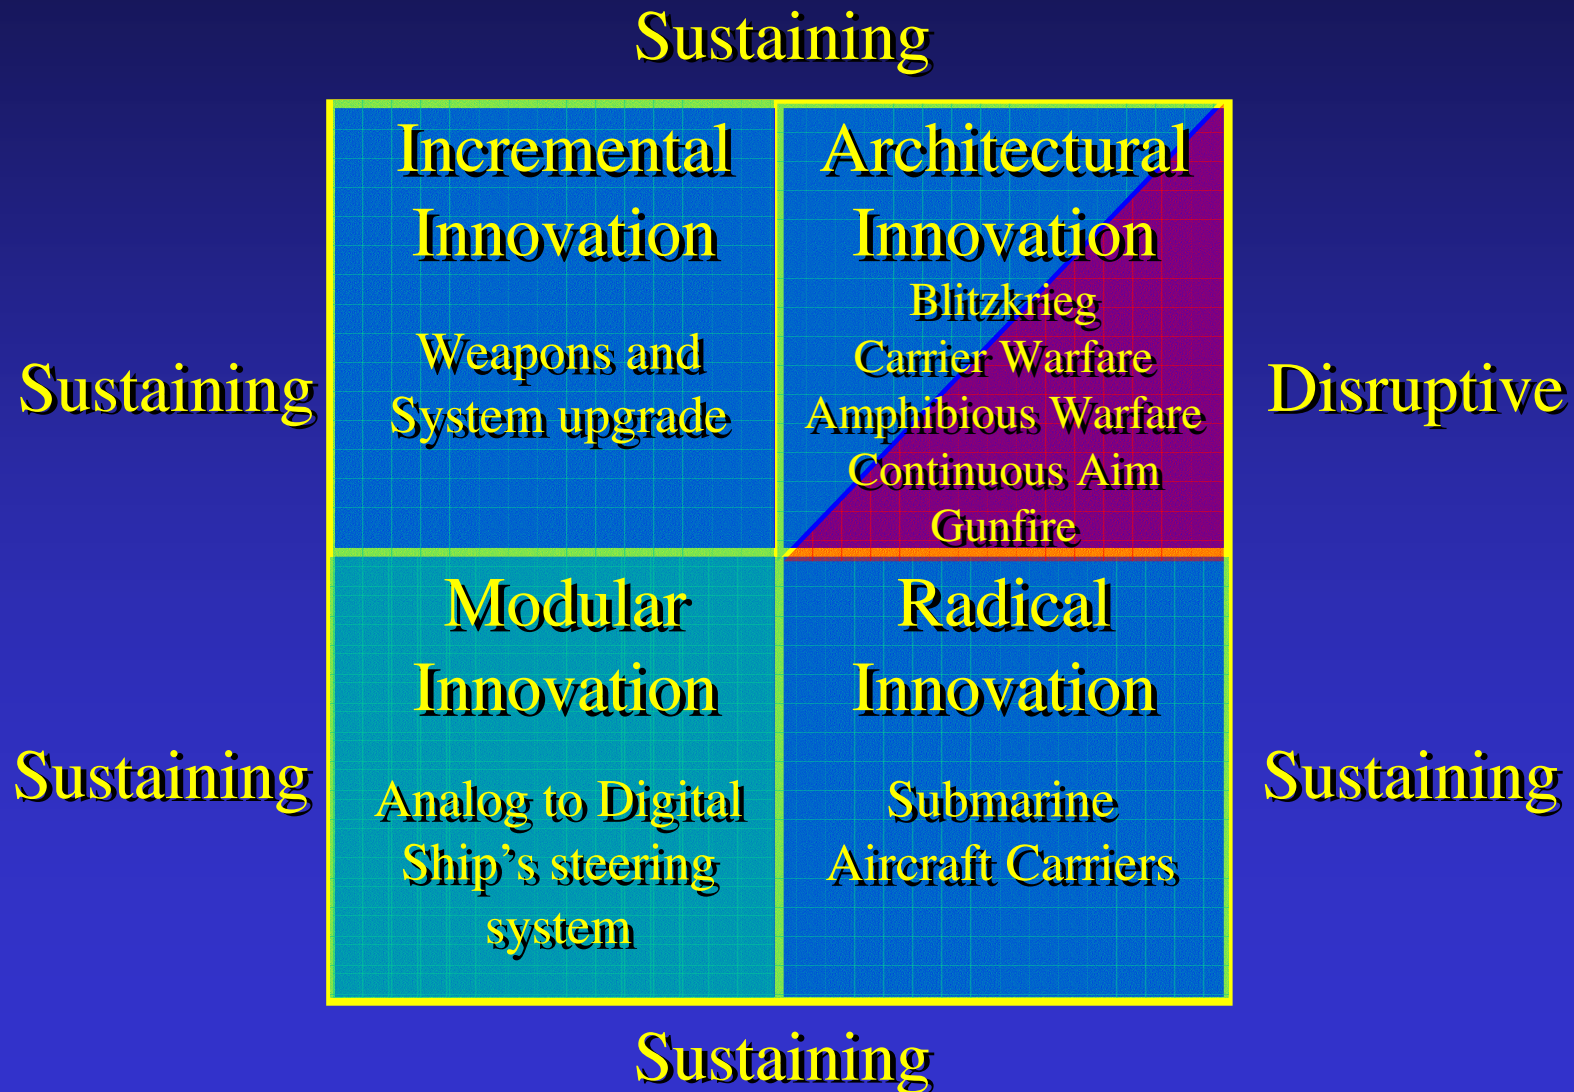 Sustaining
Incremental
Innovation
Weapons and
System upgrade
Architectural
Innovation
Blitzkrieg
Carrier Warfare
Amphibious Warfare
Continuous Aim
Gunfire
Sustaining
Disruptive
Modular
Innovation
Analog to Digital
Ship’s steering
system
Radical
Innovation
Submarine
Aircraft Carriers
Sustaining
Sustaining
Sustaining